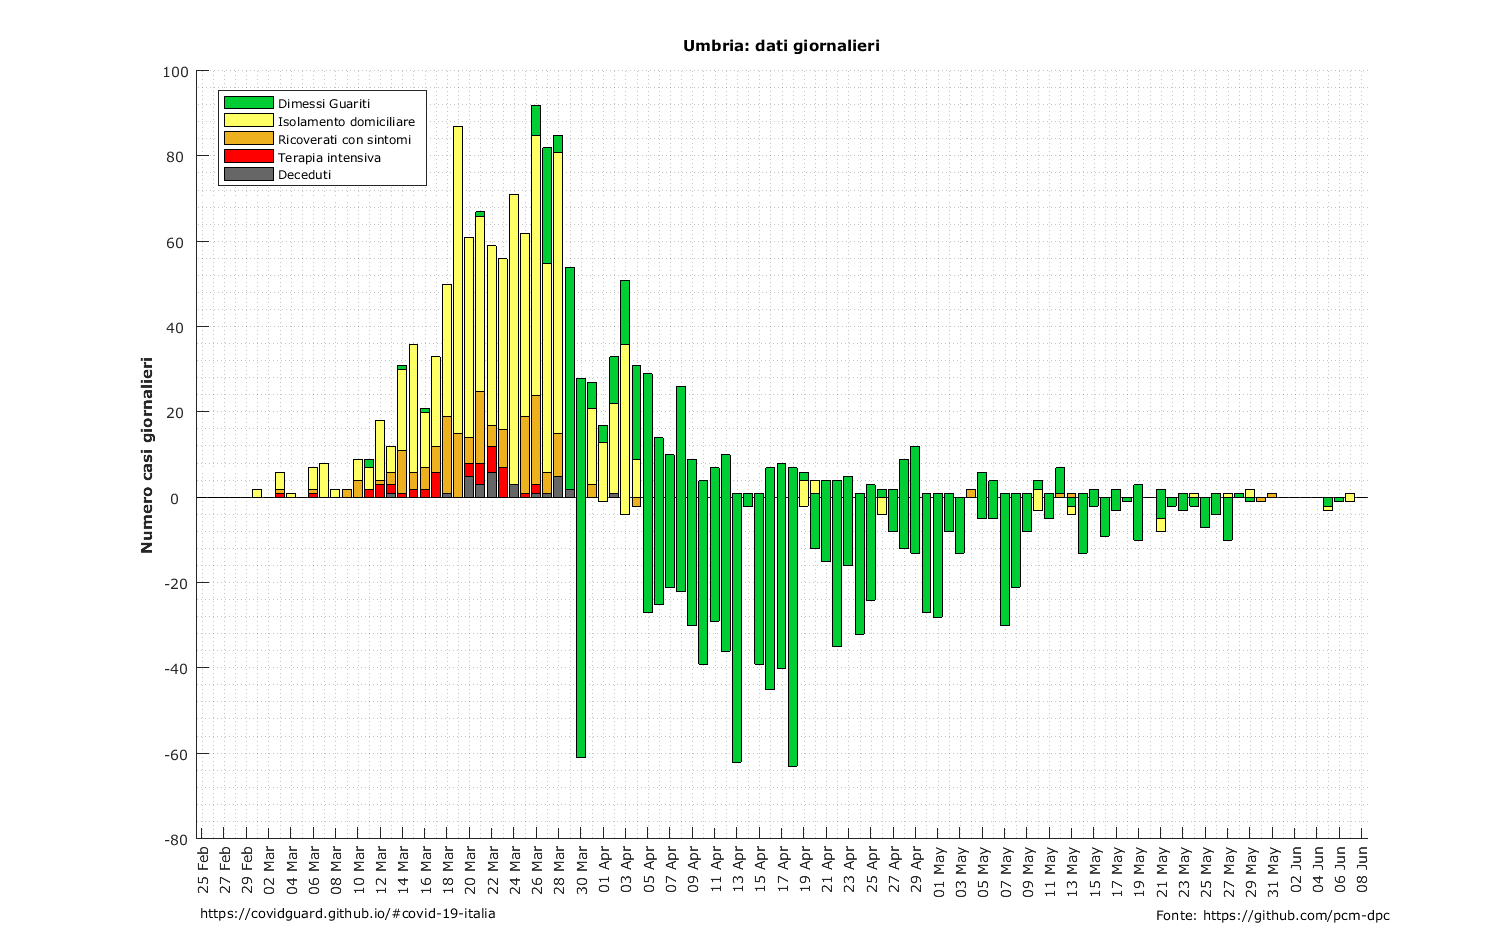 Umbria: dati giornalieri
100
80
60
40
20
0
-20
-40
-60
-80
Numero casi giornalieri
Dimessi Guariti
Isolamento domiciliare
Ricoverati con sintomi
Terapia intensiva
Deceduti
25 Feb
27 Feb
29 Feb
02 Mar
04 Mar
06 Mar
08 Mar
10 Mar
12 Mar
14 Mar
16 Mar
18 Mar
20 Mar
22 Mar
24 Mar
26 Mar
28 Mar
30 Mar
01 Apr
03 Apr
05 Apr
07 Apr
09 Apr
11 Apr
13 Apr
15 Apr
17 Apr
19 Apr
21 Apr
23 Apr
25 Apr
27 Apr
29 Apr
01 May
03 May
05 May
07 May
09 May
11 May
13 May
15 May
17 May
19 May
21 May
23 May
25 May
27 May
29 May
31 May
02 Jun
04 Jun
06 Jun
08 Jun
https://covidguard.github.io/#covid-19-italia
Fonte: https://github.com/pcm-dpc